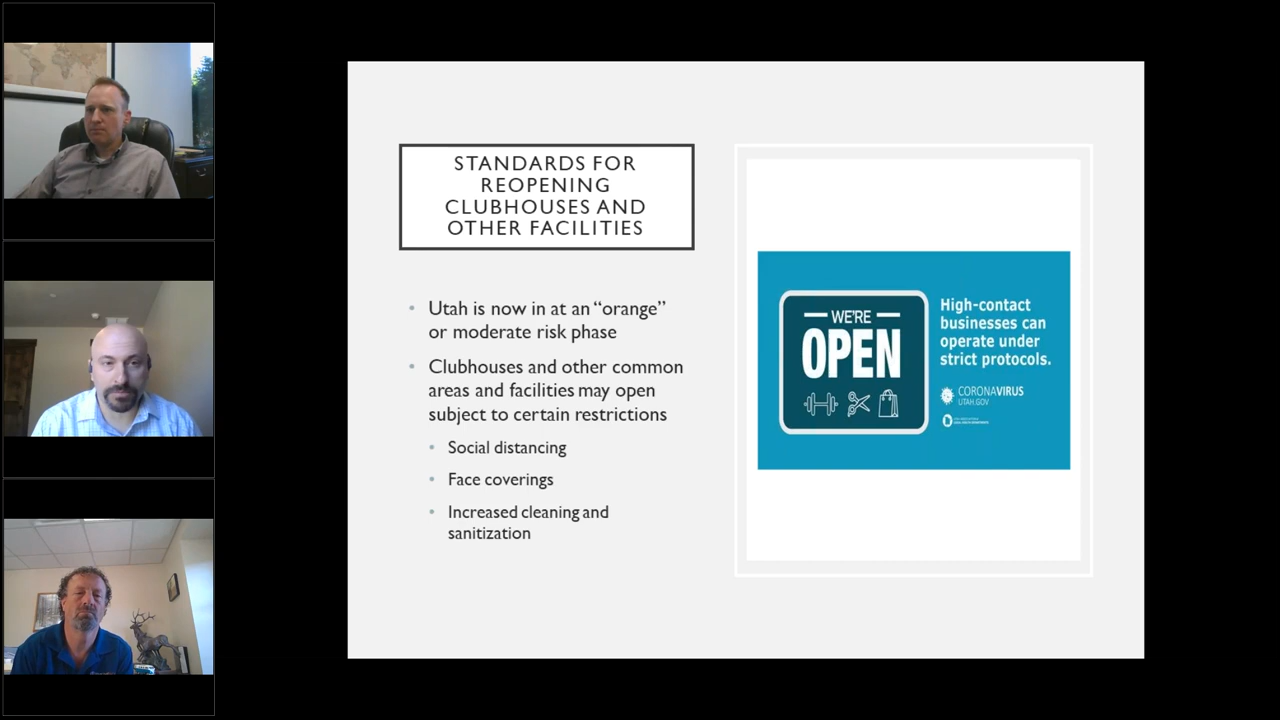 STANDARDS FOR
REOPENING
CLUBHOUSES AND
OTHER FACILITIES
• Utah is now in at an “orange”
or moderate risk phase
• Clubhouses and other common
areas and facilities may open
subject to certain restrictions
• Social distancing
• Face coverings
• Increased cleaning and
sanitization
WE'RE
OPEN
High-contact
businesses can
operate under
strict protocols.
CORONAVIRUS
UTAH.GOV